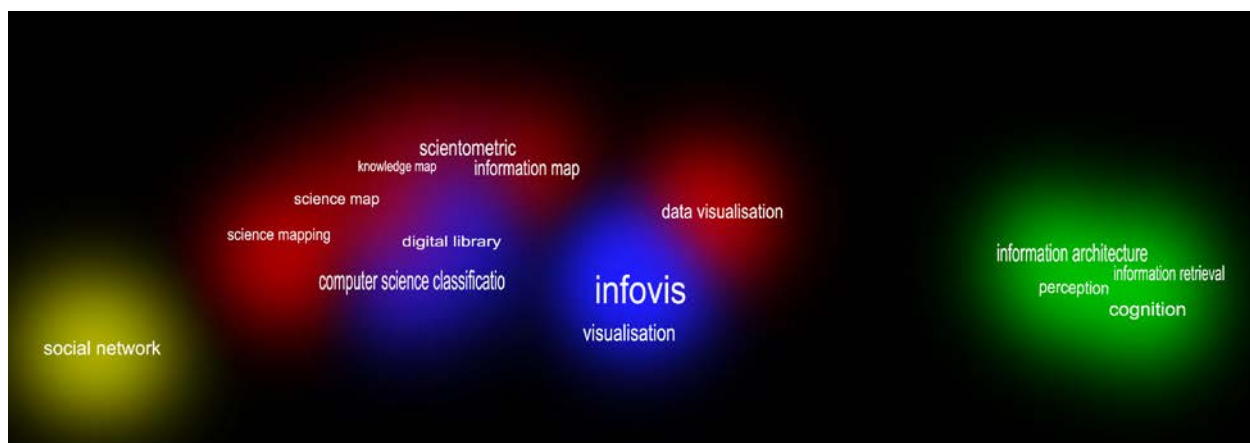 scientometric
knowledge map
information map
science map
data visualisation
science mapping
digital library
information architecture
information retrieval
computer science classificatio
infovis
perception
cognition
visualisation
social network